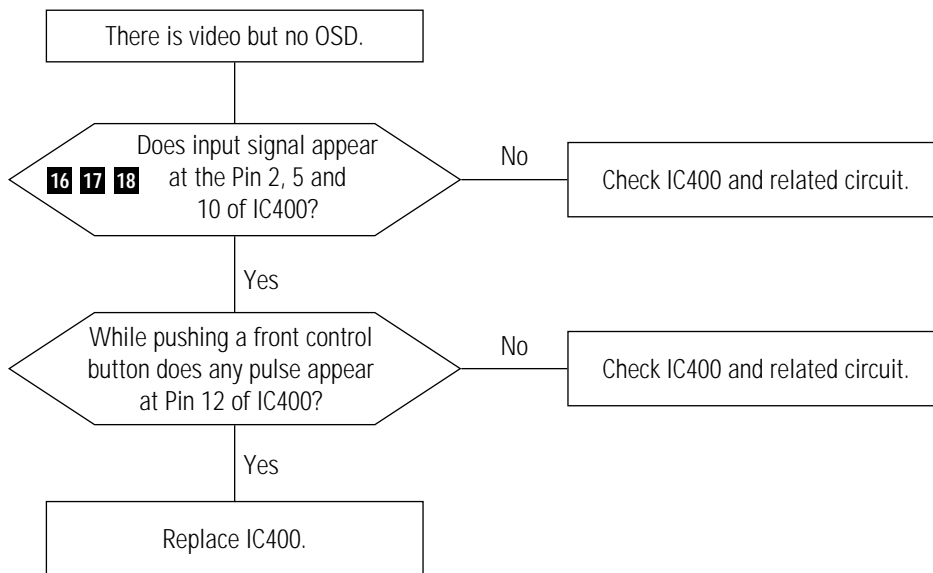 There is video but no OSD.
16 17 18
Does input signal appear
at the Pin 2, 5 and
10 of IC400?
No
Check IC400 and related circuit.
Yes
While pushing a front control
button does any pulse appear
at Pin 12 of IC400?
No
Check IC400 and related circuit.
Yes
Replace IC400.